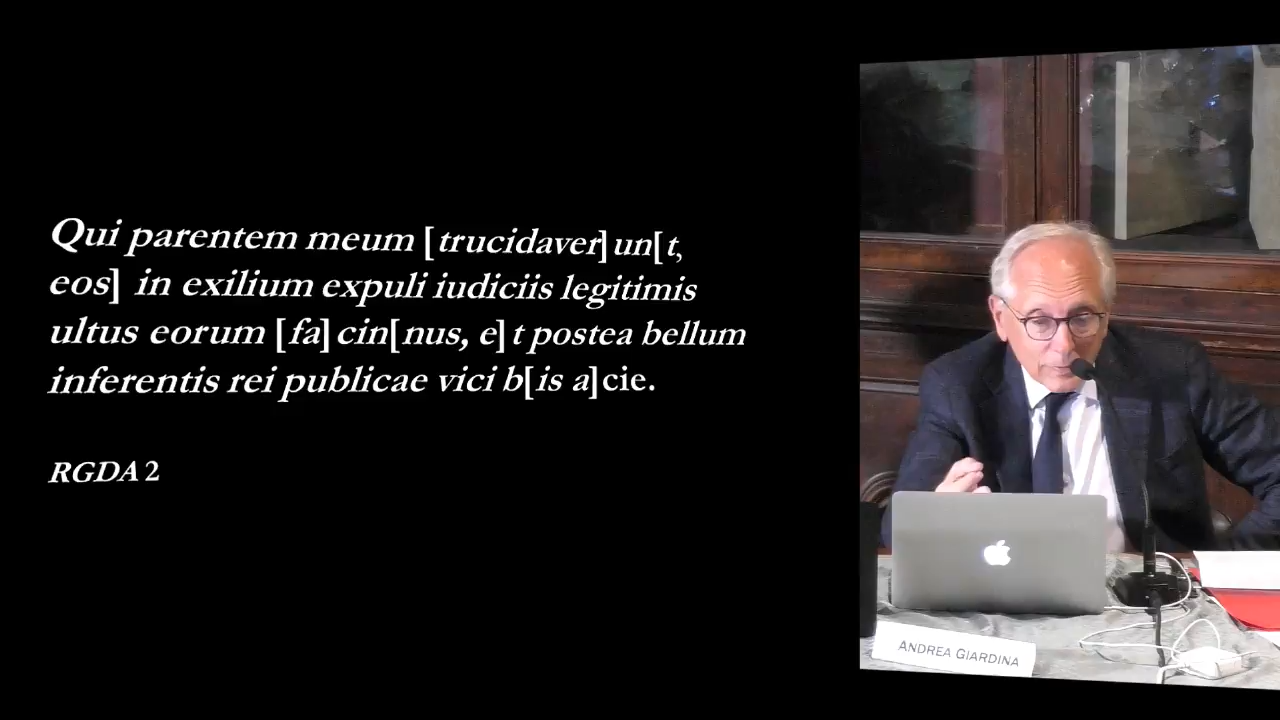 Qui parentem meum [trucidaver]un[t,
eos] in exilium expuli iudiciis legitimis
ultus eorum [fa]cin[nus, e]t postea bellum
inferentis rei publicae vici b[is a]cie.
RGDA 2
ANDREA GIARDINA